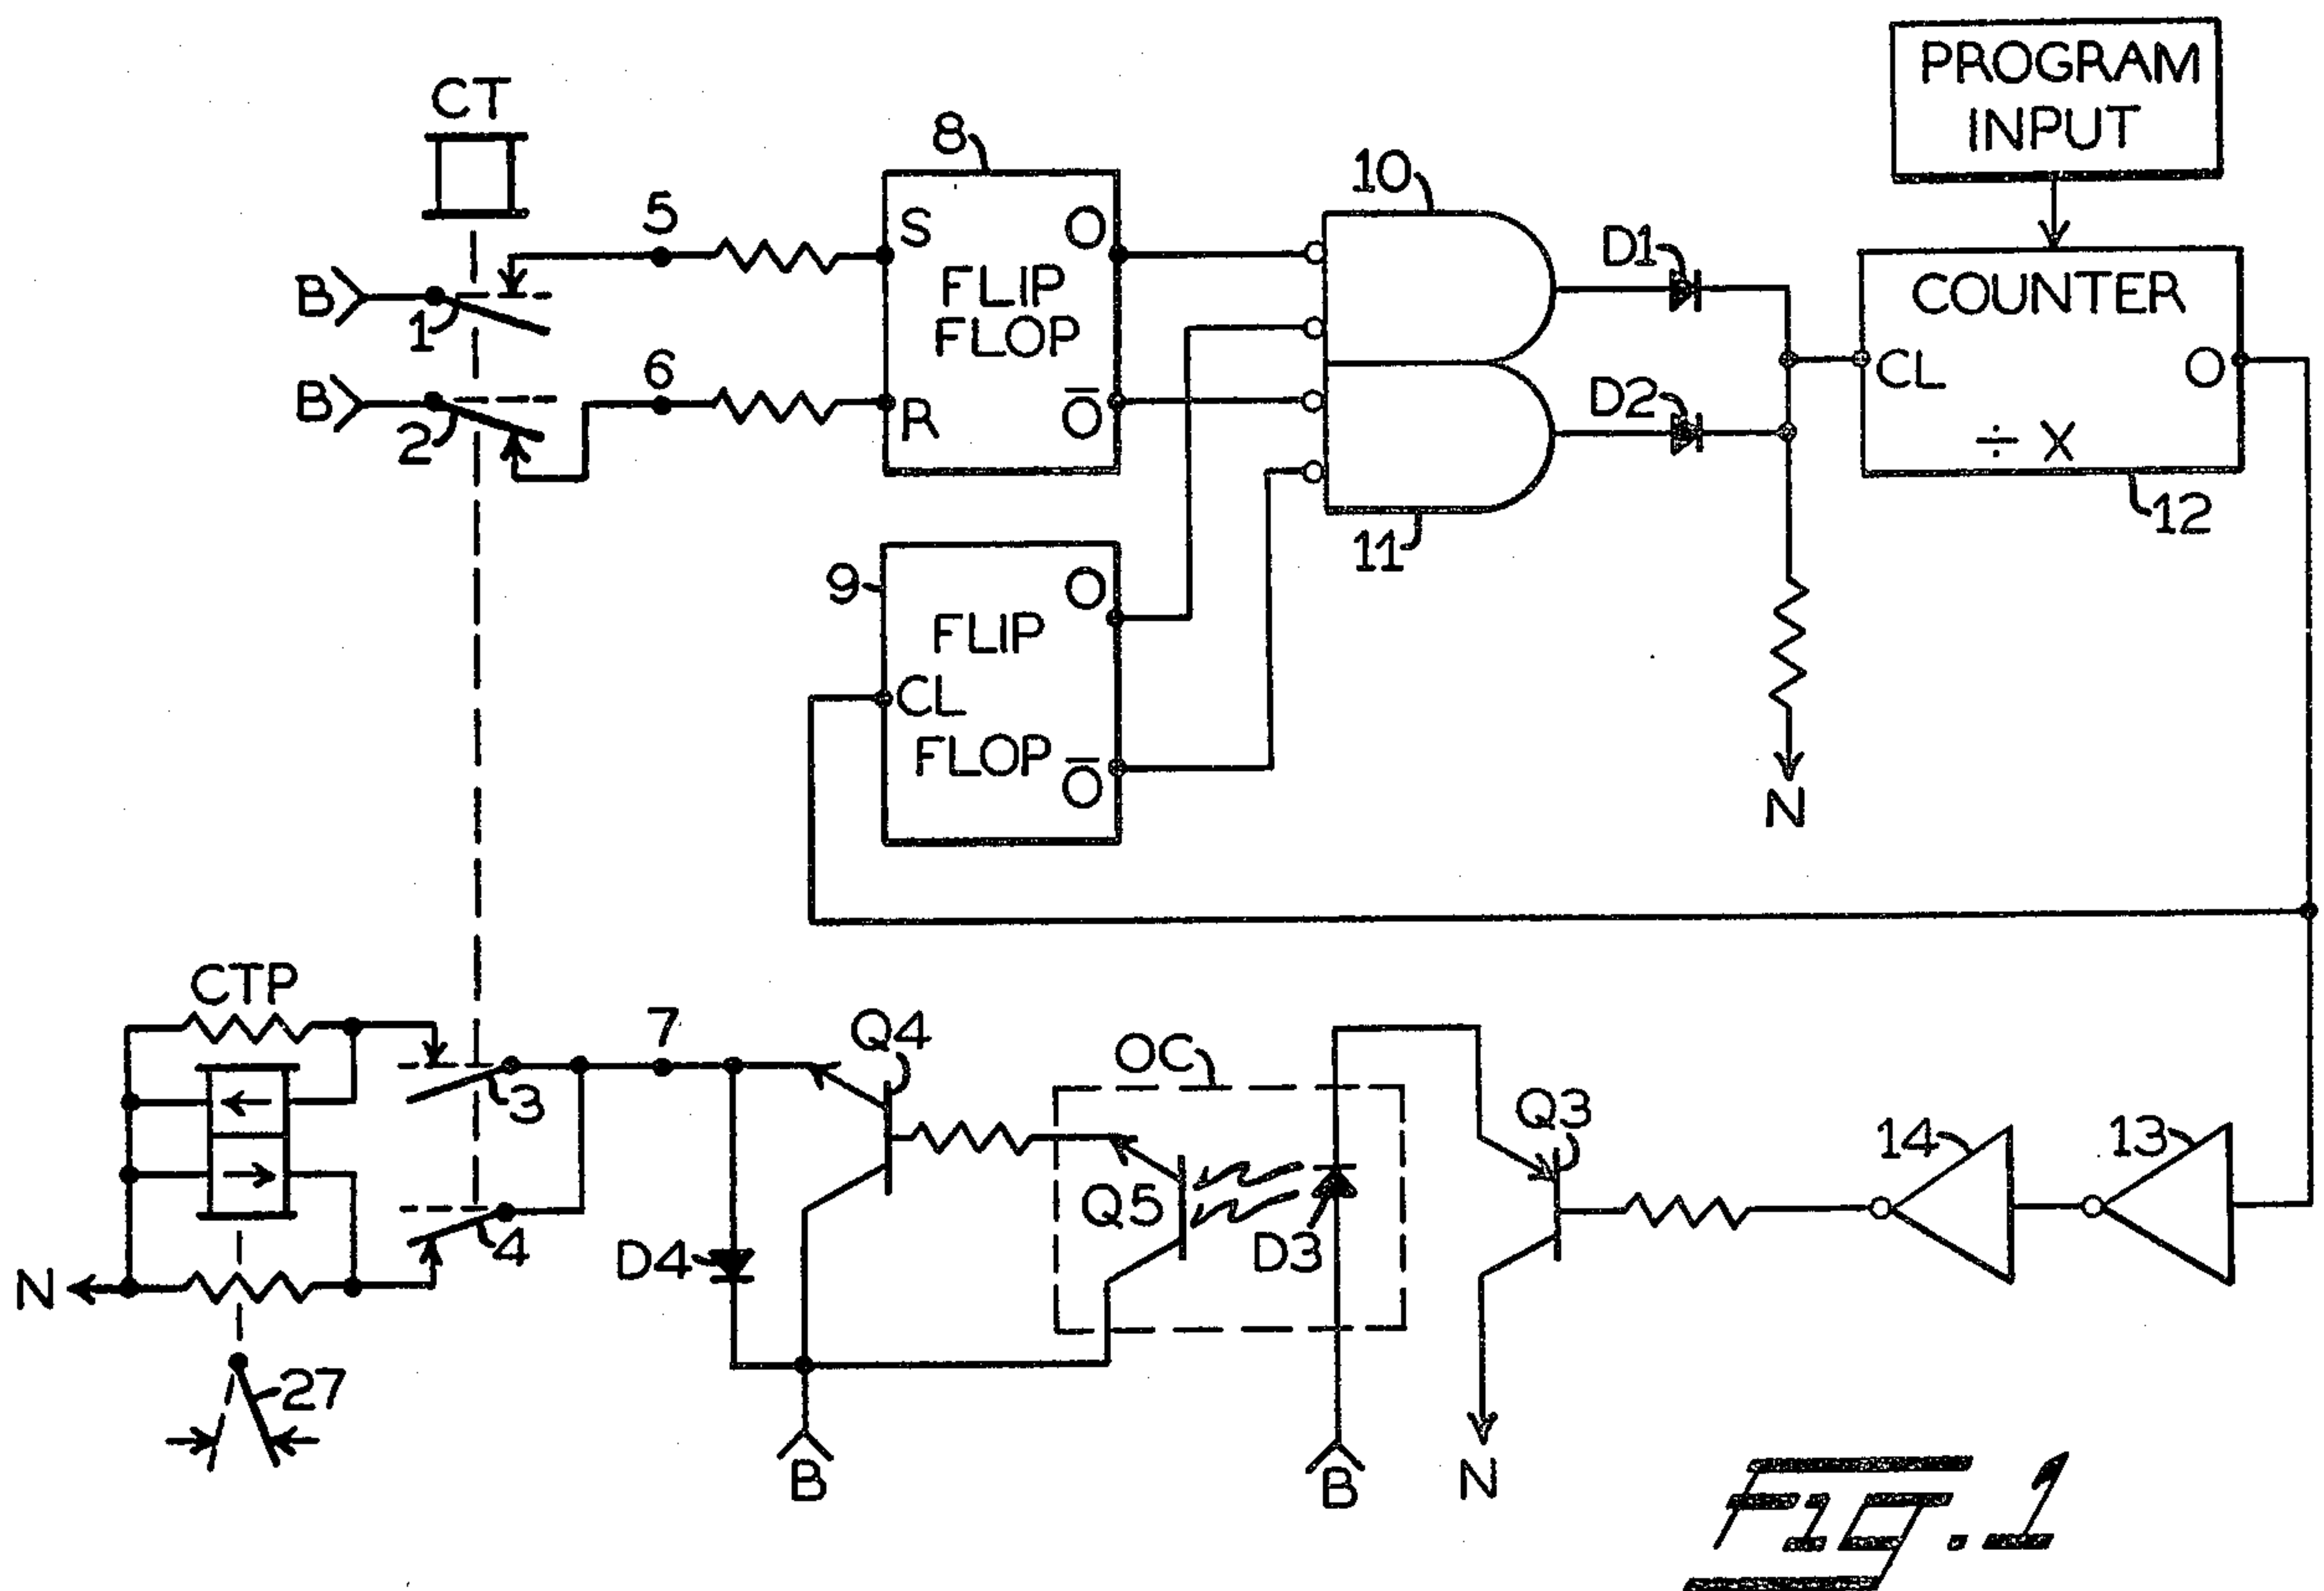 PROGRAM
INPUT
CT
8
10
5
S
O
D1
B
1
FLIP
FLOP
COUNTER
6
CL
O
B
2
R
O̅
D2
÷ X
12
11
9
O
FLIP
CL
FLOP
O̅
N
CTP
7
Q4
OC
3
Q3
14
13
Q5
D3
4
D4
N
27
B
B
N
FIG. 1